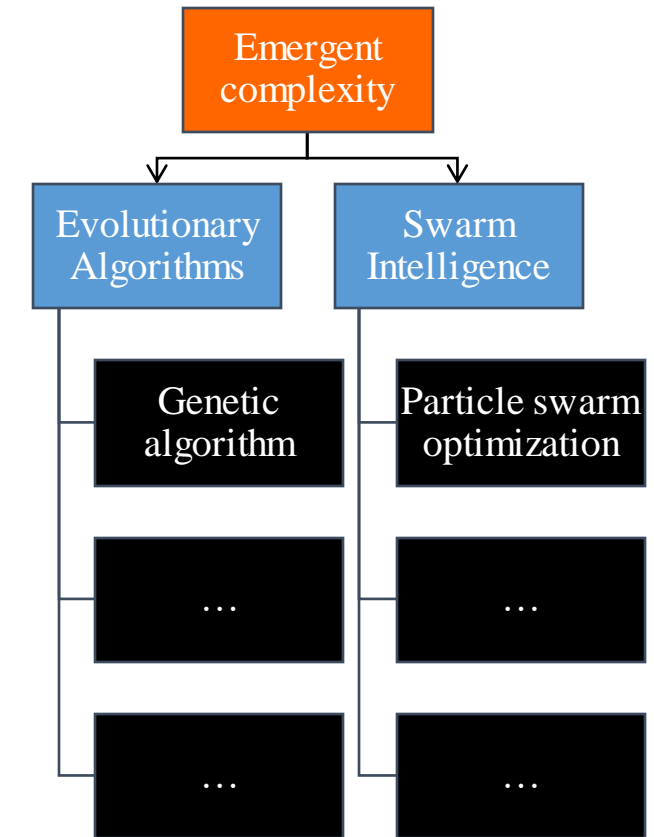 Emergent
complexity
Evolutionary
Algorithms
Swarm
Intelligence
Genetic
algorithm
Particle swarm
optimization
…
…
…
…